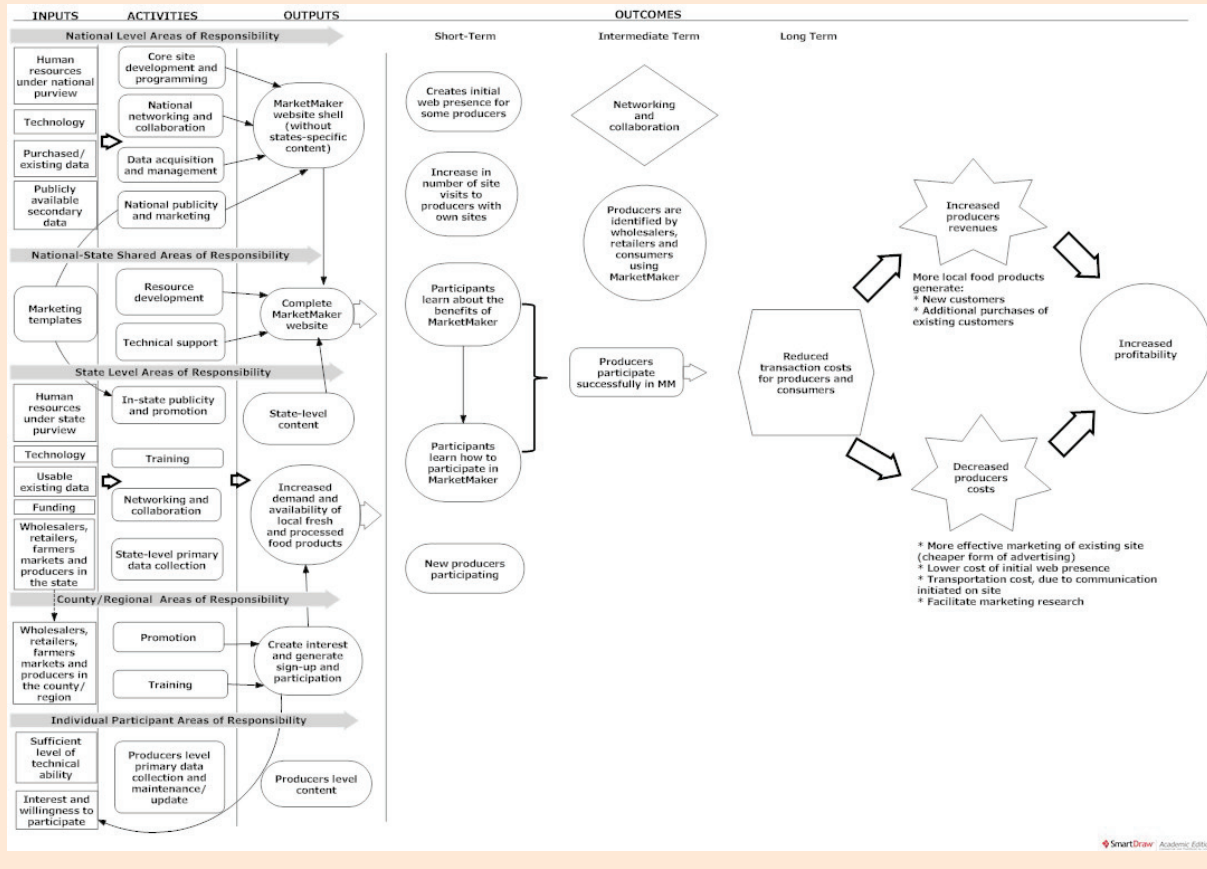 INPUTS
ACTIVITIES
OUTPUTS
OUTCOMES
National Level Areas of Responsibility
Short-Term
Intermediate Term
Long Term
Human
resources
under national
purview
Technology
Purchased/
existing data
Publicly
available
secondary
data
Core site
development and
programming
National
networking and
collaboration
Data acquisition
and management
National publicity
and marketing
MarketMaker
website shell
(without
states-specific
content)
Creates initial
web presence for
some producers
Increase in
number of site
visits to
producers with
own sites
Networking
and
collaboration
Producers are
identified by
wholesalers,
retailers and
consumers
using
MarketMaker
National-State Shared Areas of Responsibility
Marketing
templates
Resource
development
Technical support
Complete
MarketMaker
website
Participants
learn about the
benefits of
MarketMaker
Producers
participate
successfully in MM
Reduced
transaction costs
for producers and
consumers
Increased
producers
revenues
More local food products
generate:
* New customers
* Additional purchases of
existing customers
Increased
profitability
State Level Areas of Responsibility
Human
resources
under state
purview
Technology
Usable
existing data
Funding
Wholesalers,
retailers,
farmers
markets and
producers in
the state
In-state publicity
and promotion
Training
Networking and
collaboration
State-level primary
data collection
State-level
content
Increased
demand and
availability of
local fresh
and processed
food products
Participants
learn how to
participate in
MarketMaker
New producers
participating
Decreased
producers
costs
* More effective marketing of existing site
(cheaper form of advertising)
* Lower cost of initial web presence
* Transportation cost, due to communication
initiated on site
* Facilitate marketing research
County/Regional Areas of Responsibility
Wholesalers,
retailers,
farmers
markets and
producers in
the county/
region
Promotion
Training
Create interest
and generate
sign-up and
participation
Individual Participant Areas of Responsibility
Sufficient
level of
technical
ability
Interest and
willingness to
participate
Producers level
primary data
collection and
maintenance/
update
Producers level
content
SmartDraw Academic Edition